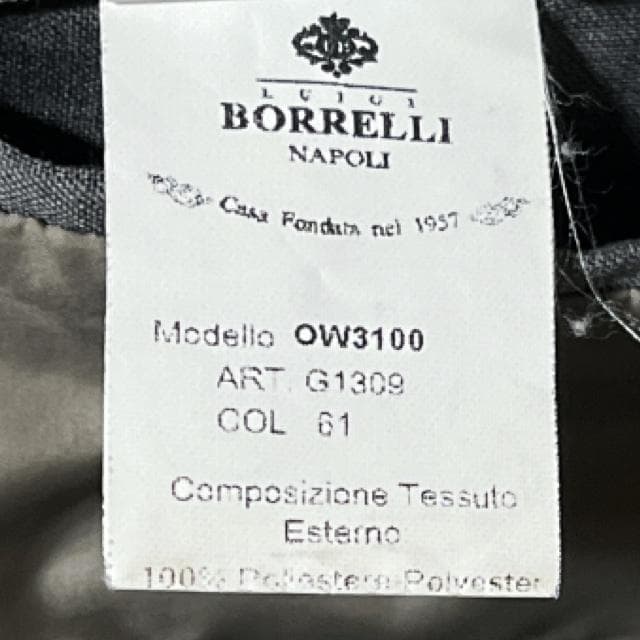 LUIGI
BORRELLI
NAPOLI
Casa Fondata nel 1957
Modello OW3100
ART. G1309
COL 61
Composizione Tessuto
Esterno
100% Poliestere-Polyester